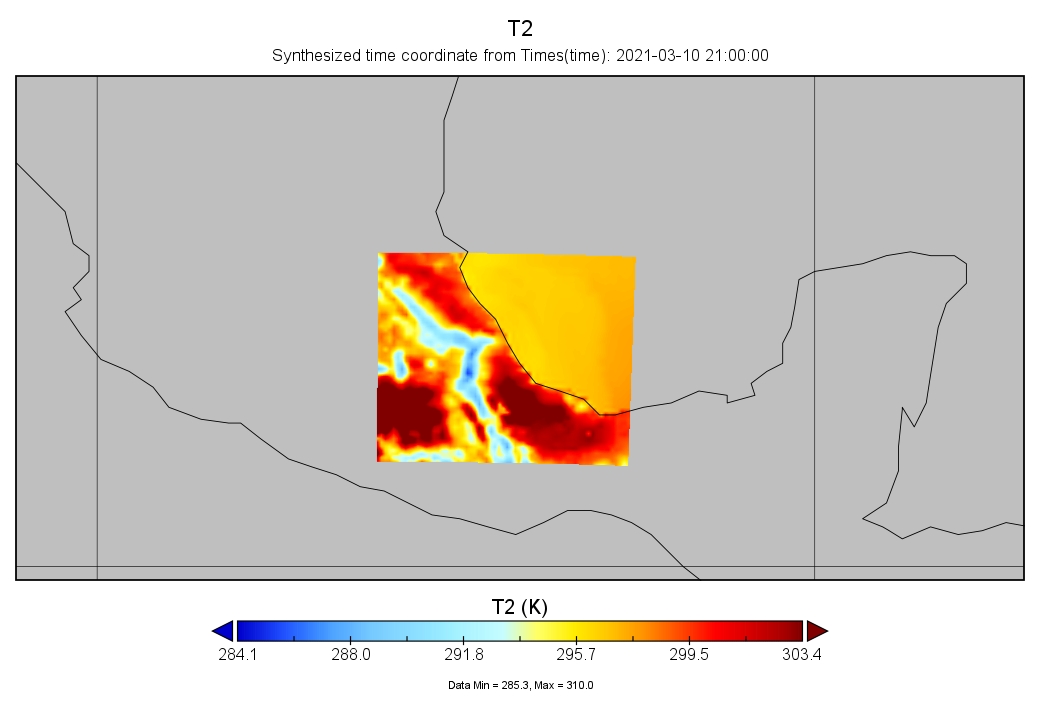 T2
Synthesized time coordinate from Times(time): 2021-03-10 21:00:00
T2 (K)
284.1 288.0 291.8 295.7 299.5 303.4
Data Min = 285.3, Max = 310.0